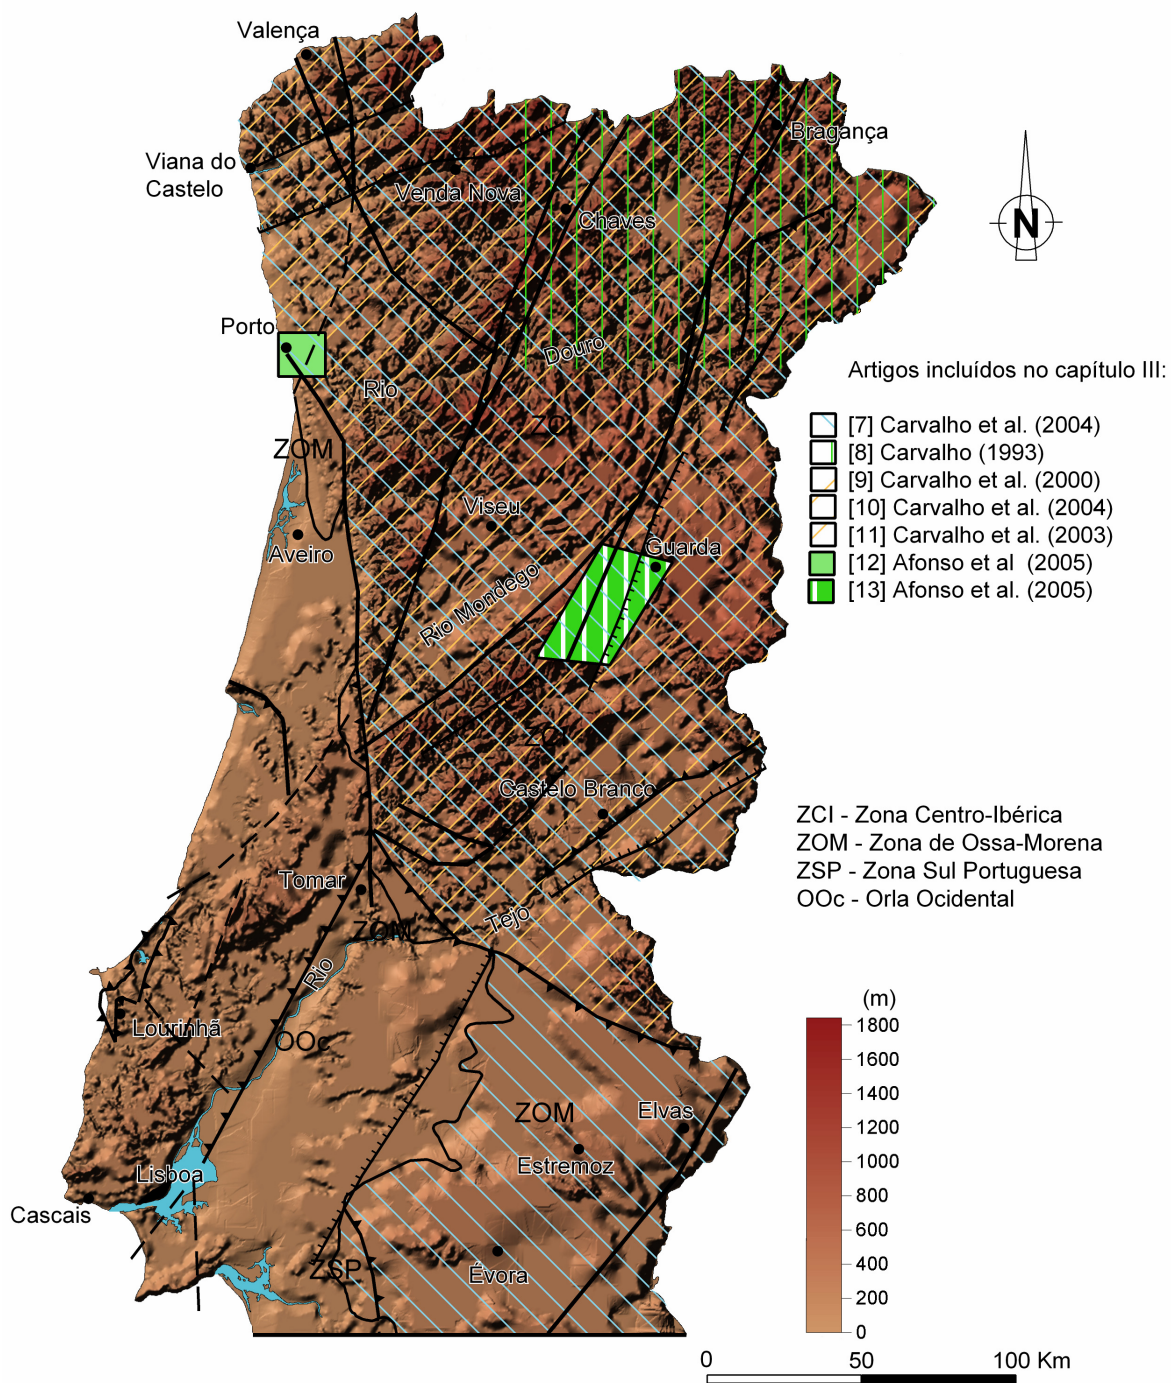 Valença
Bragança
Viana do
Castelo
Venda Nova
Chaves
N
Porto
Douro
Rio
Artigos incluídos no capítulo III:
[7] Carvalho et al. (2004)
[8] Carvalho (1993)
[9] Carvalho et al. (2000)
[10] Carvalho et al. (2004)
[11] Carvalho et al. (2003)
[12] Afonso et al (2005)
[13] Afonso et al. (2005)
ZCI
ZOM
Viseu
Aveiro
Guarda
Rio Mondego
ZCI
Castelo Branco
ZCI - Zona Centro-Ibérica
ZOM - Zona de Ossa-Morena
ZSP - Zona Sul Portuguesa
OOc - Orla Ocidental
Tomar
Tejo
ZOM
Rio
Lourinhã
OOc
(m)
1800
1600
1400
1200
1000
800
600
400
200
0
ZOM
Elvas
Estremoz
Lisboa
Cascais
ZSP
Évora
0 50 100 Km